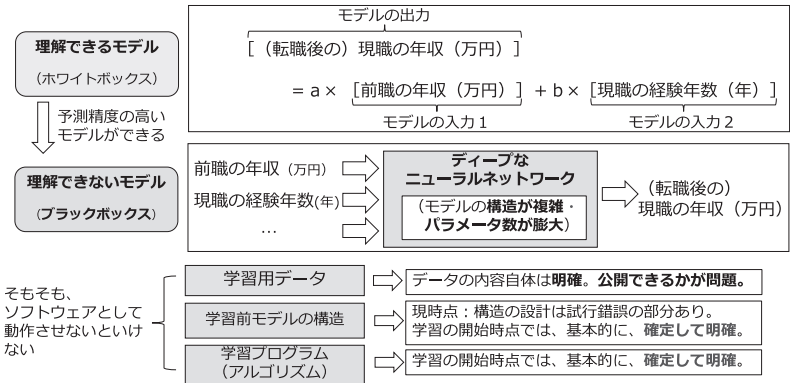 モデルの出力
理解できるモデル
（ホワイトボックス）
[（転職後の）現職の年収（万円）]
= a × [前職の年収（万円）] + b × [現職の経験年数（年）]
モデルの入力１ モデルの入力２
予測精度の高い
モデルができる
理解できないモデル
（ブラックボックス）
前職の年収（万円）
現職の経験年数(年)
…
ディープな
ニューラルネットワーク
（モデルの構造が複雑・
パラメータ数が膨大）
（転職後の）
現職の年収（万円）
そもそも、
ソフトウェアとして
動作させないといけ
ない
学習用データ
データの内容自体は明確。公開できるかが問題。
学習前モデルの構造
現時点：構造の設計は試行錯誤の部分あり。
学習の開始時点では、基本的に、確定して明確。
学習プログラム
（アルゴリズム）
学習の開始時点では、基本的に、確定して明確。